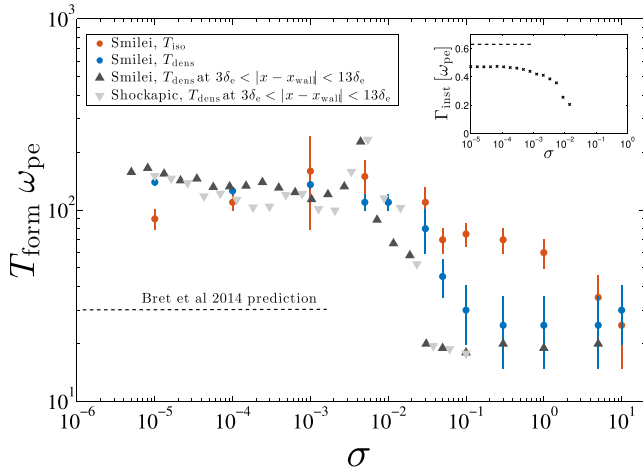 Smilei, T_iso
Smilei, T_dens
Smilei, T_dens at 3δ_e < |x − x_wall| < 13δ_e
Shockapic, T_dens at 3δ_e < |x − x_wall| < 13δ_e
Γ_inst [ω_pe]
0.6
0.4
0.2
0
10^−5 10^−4 10^−3 10^−2 10^−1 10^0
σ
T_form ω_pe
10^3
10^2
10^1
Bret et al 2014 prediction
10^−6 10^−5 10^−4 10^−3 10^−2 10^−1 10^0 10^1
σ